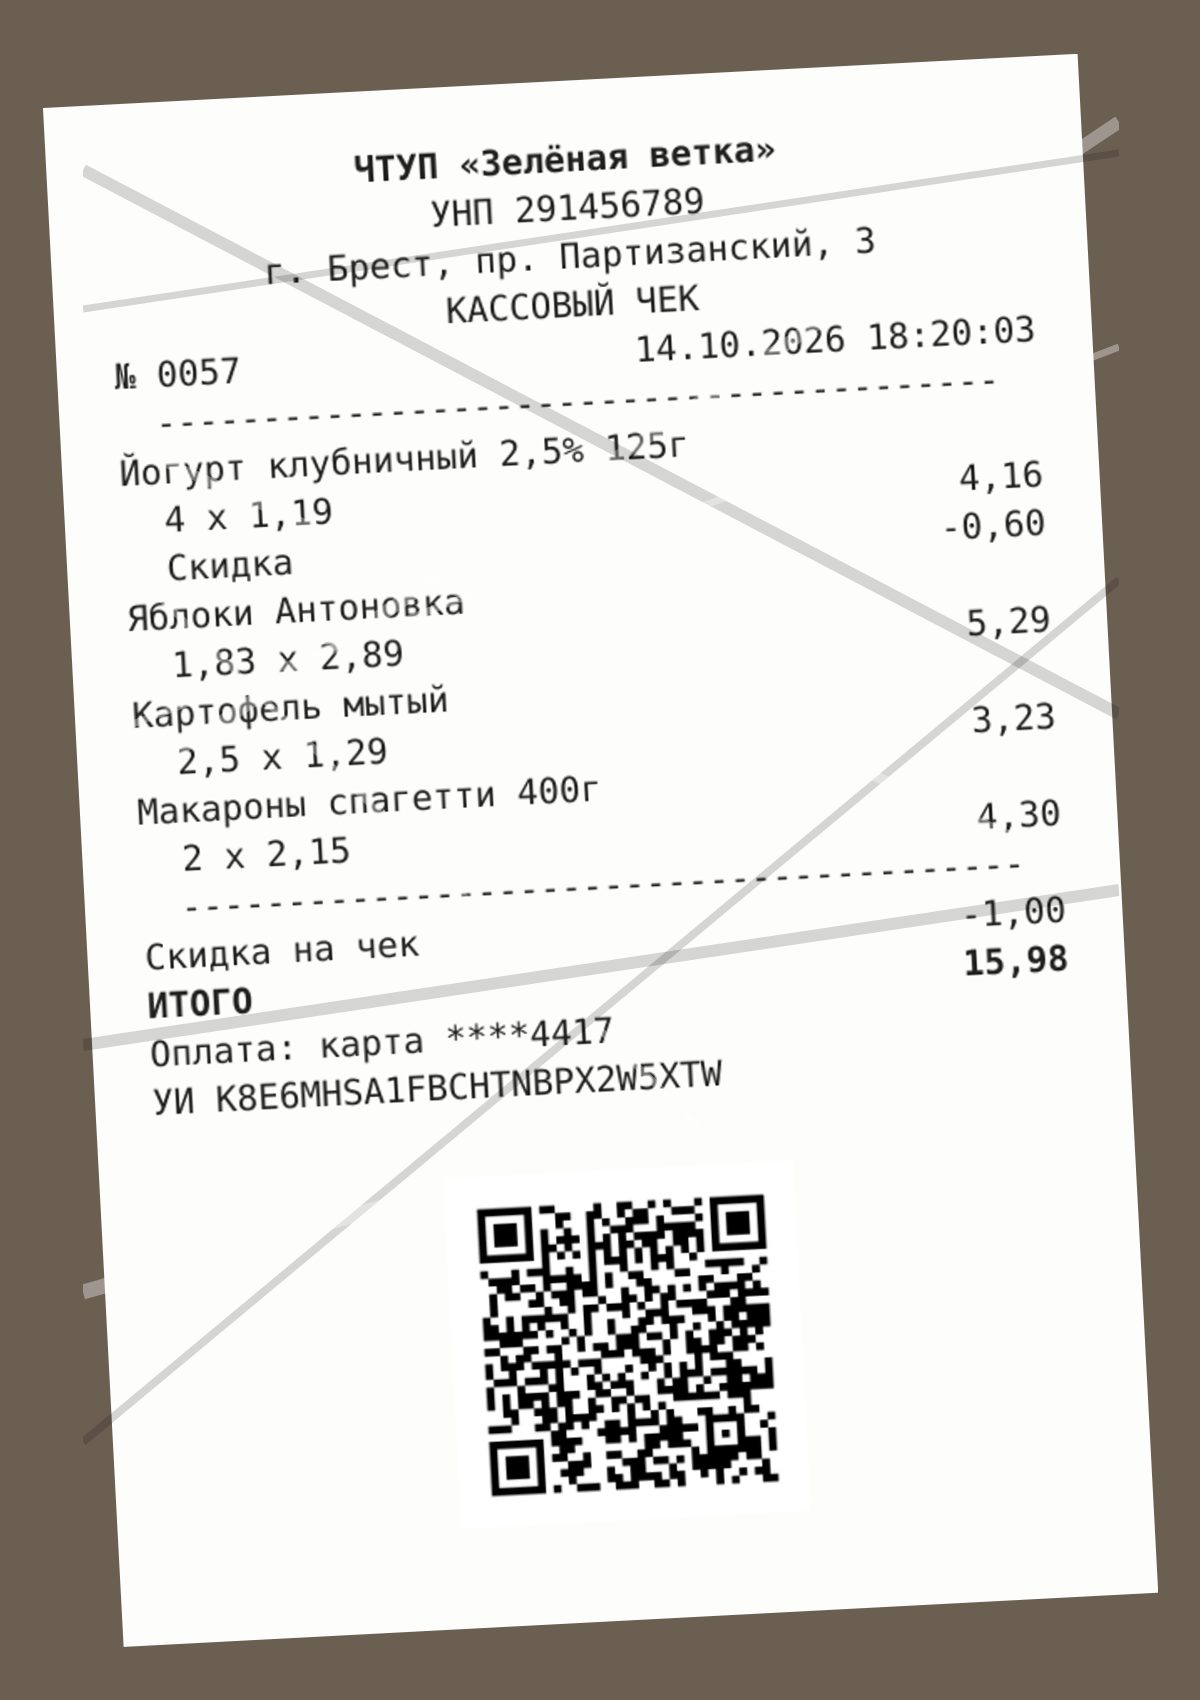 ЧТУП «Зелёная ветка»
УНП 291456789
г. Брест, пр. Партизанский, 3
КАССОВЫЙ ЧЕК
№ 0057 14.10.2026 18:20:03
----------------------------------------
Йогурт клубничный 2,5% 125г
4 x 1,19 4,16
Скидка -0,60
Яблоки Антоновка
1,83 x 2,89 5,29
Картофель мытый
2,5 x 1,29 3,23
Макароны спагетти 400г
2 x 2,15 4,30
----------------------------------------
Скидка на чек -1,00
ИТОГО 15,98
Оплата: карта ****4417
УИ K8E6MHSA1FBCHTNBPX2W5XTW